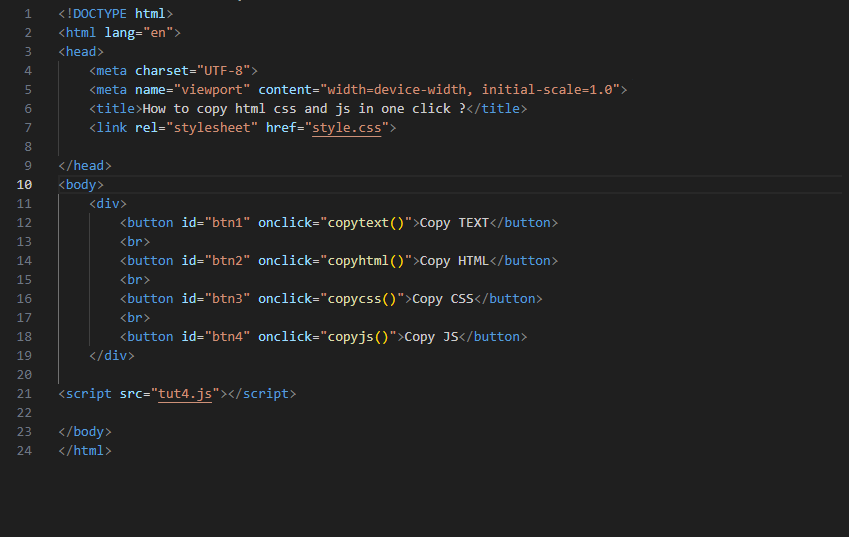 1 <!DOCTYPE html>
2 <html lang="en">
3 <head>
4     <meta charset="UTF-8">
5     <meta name="viewport" content="width=device-width, initial-scale=1.0">
6     <title>How to copy html css and js in one click ?</title>
7     <link rel="stylesheet" href="style.css">
8
9 </head>
10 <body>
11     <div>
12         <button id="btn1" onclick="copytext()">Copy TEXT</button>
13         <br>
14         <button id="btn2" onclick="copyhtml()">Copy HTML</button>
15         <br>
16         <button id="btn3" onclick="copycss()">Copy CSS</button>
17         <br>
18         <button id="btn4" onclick="copyjs()">Copy JS</button>
19     </div>
20
21 <script src="tut4.js"></script>
22
23 </body>
24 </html>